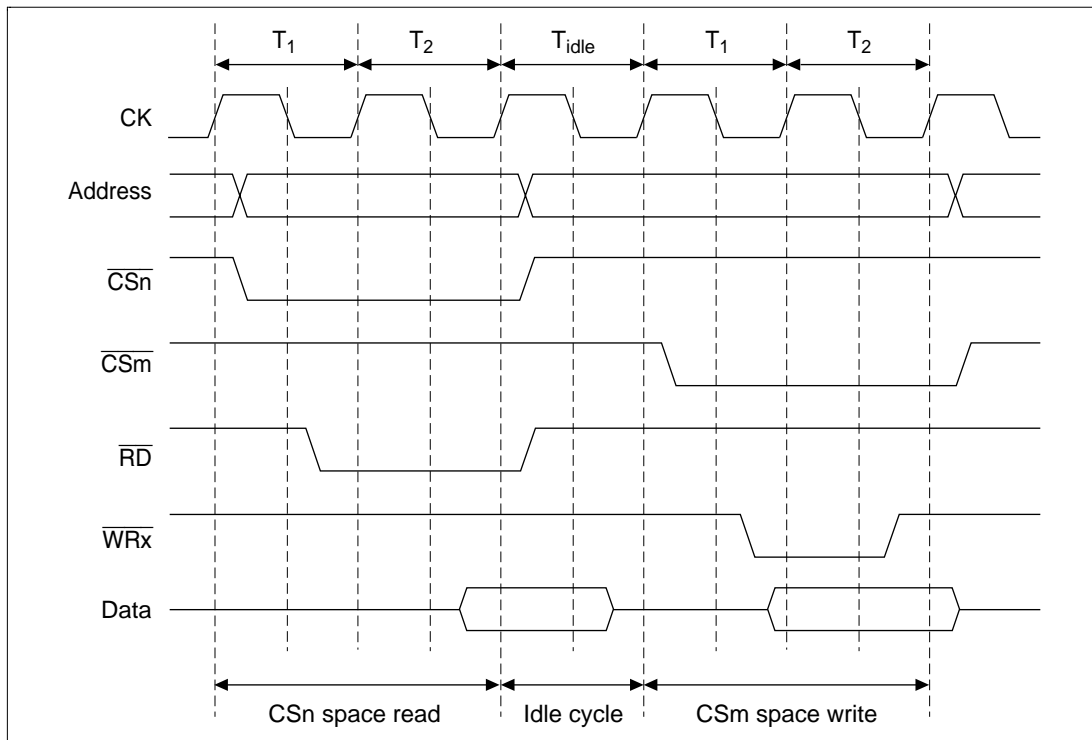 T1 T2 Tidle T1 T2
CK
Address
CSn
CSm
RD
WRx
Data
CSn space read Idle cycle CSm space write